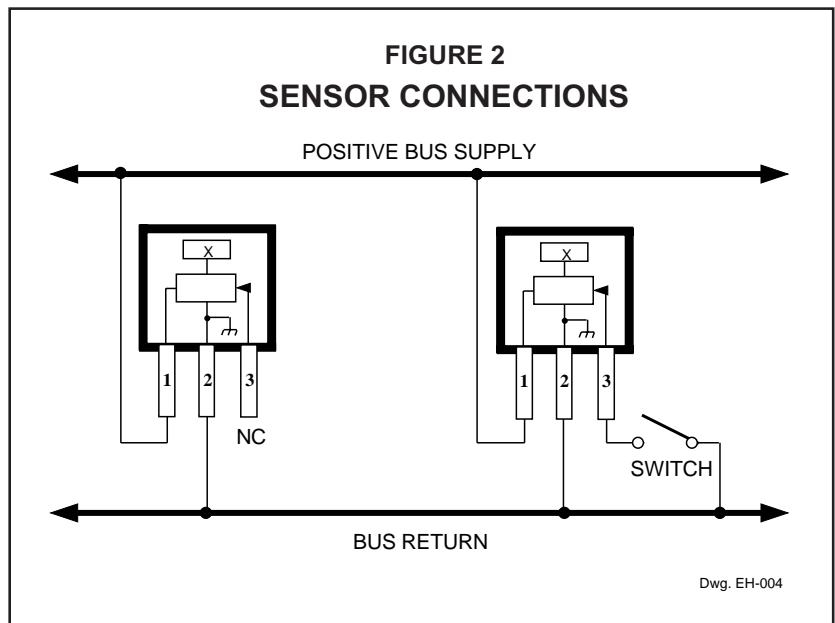 FIGURE 2
SENSOR CONNECTIONS
POSITIVE BUS SUPPLY
X
X
1 2 3
1 2 3
NC
SWITCH
BUS RETURN
Dwg. EH-004